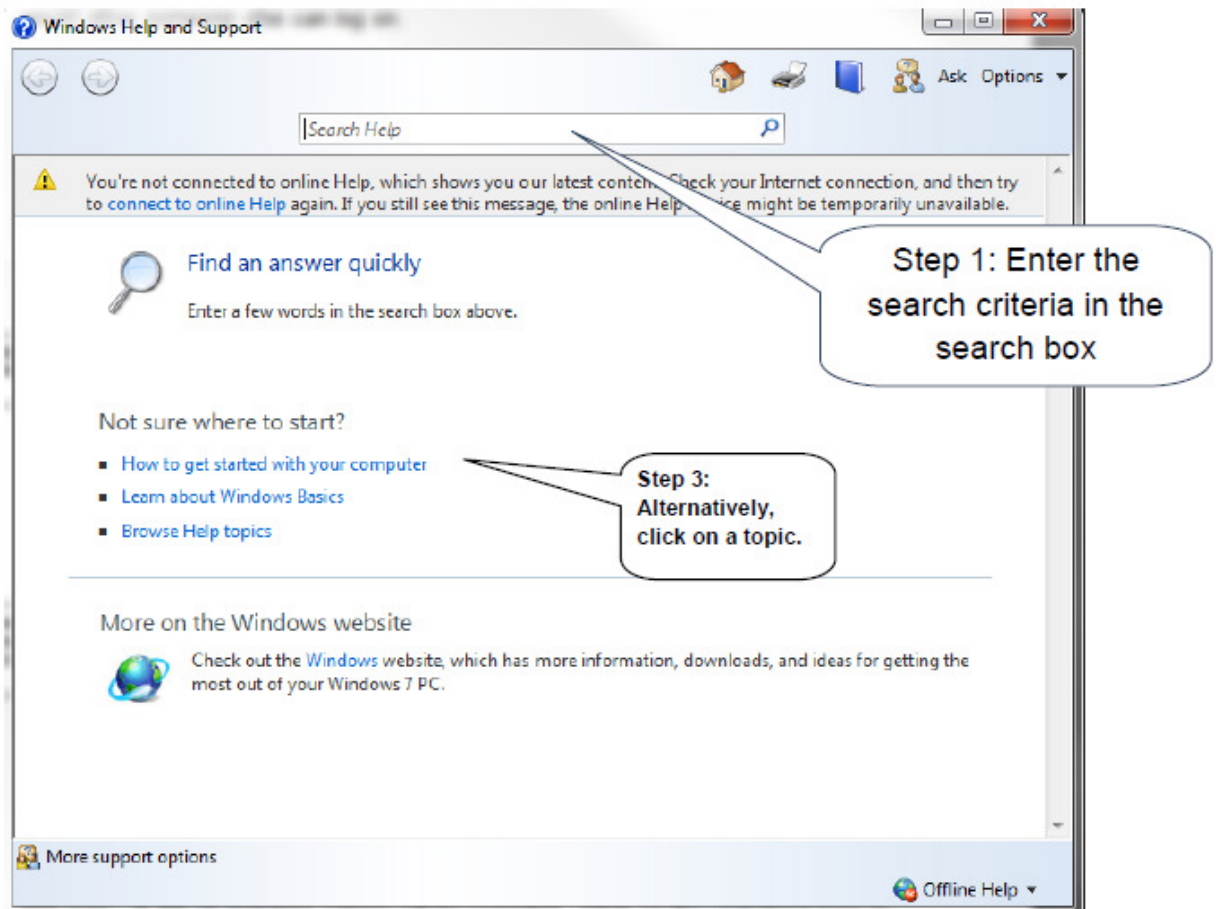 Windows Help and Support
Ask Options
Search Help
You're not connected to online Help, which shows you our latest content. Check your Internet connection, and then try
to connect to online Help again. If you still see this message, the online Help might be temporarily unavailable.
Find an answer quickly
Enter a few words in the search box above.
Step 1: Enter the
search criteria in the
search box
Not sure where to start?
How to get started with your computer
Learn about Windows Basics
Browse Help topics
Step 3:
Alternatively,
click on a topic.
More on the Windows website
Check out the Windows website, which has more information, downloads, and ideas for getting the
most out of your Windows 7 PC.
More support options
Offline Help